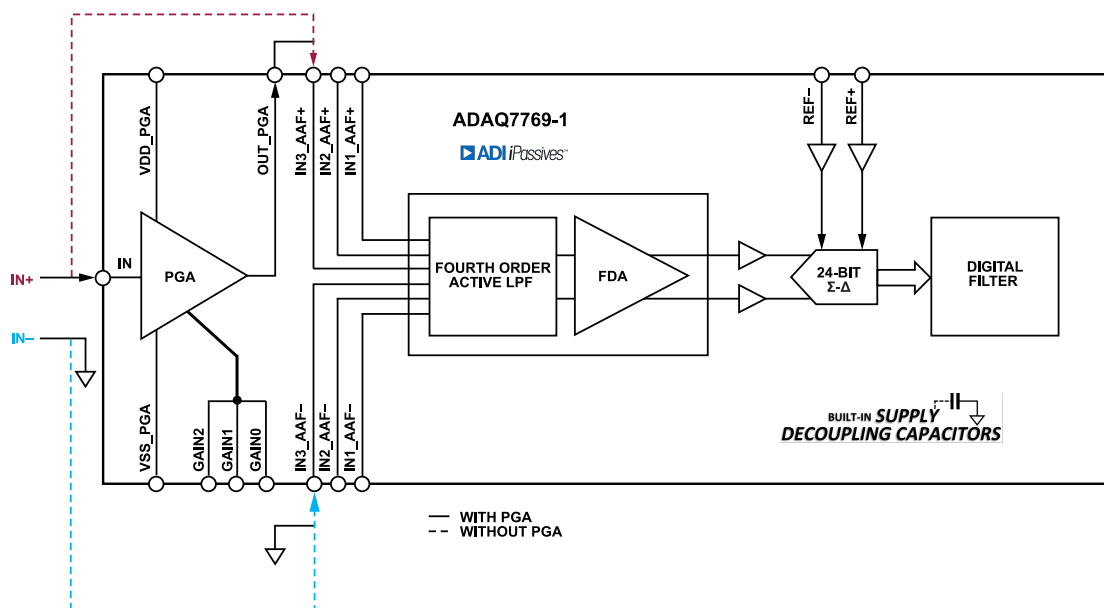 VDD_PGA
OUT_PGA
IN3_AAF+
IN2_AAF+
IN1_AAF+
ADAQ7769-1
ADI iPassives™
REF–
REF+
IN+
IN
PGA
FOURTH ORDER
ACTIVE LPF
FDA
24-BIT
Σ-Δ
DIGITAL
FILTER
IN–
VSS_PGA
GAIN2
GAIN1
GAIN0
IN3_AAF–
IN2_AAF–
IN1_AAF–
BUILT-IN SUPPLY
DECOUPLING CAPACITORS
WITH PGA
WITHOUT PGA